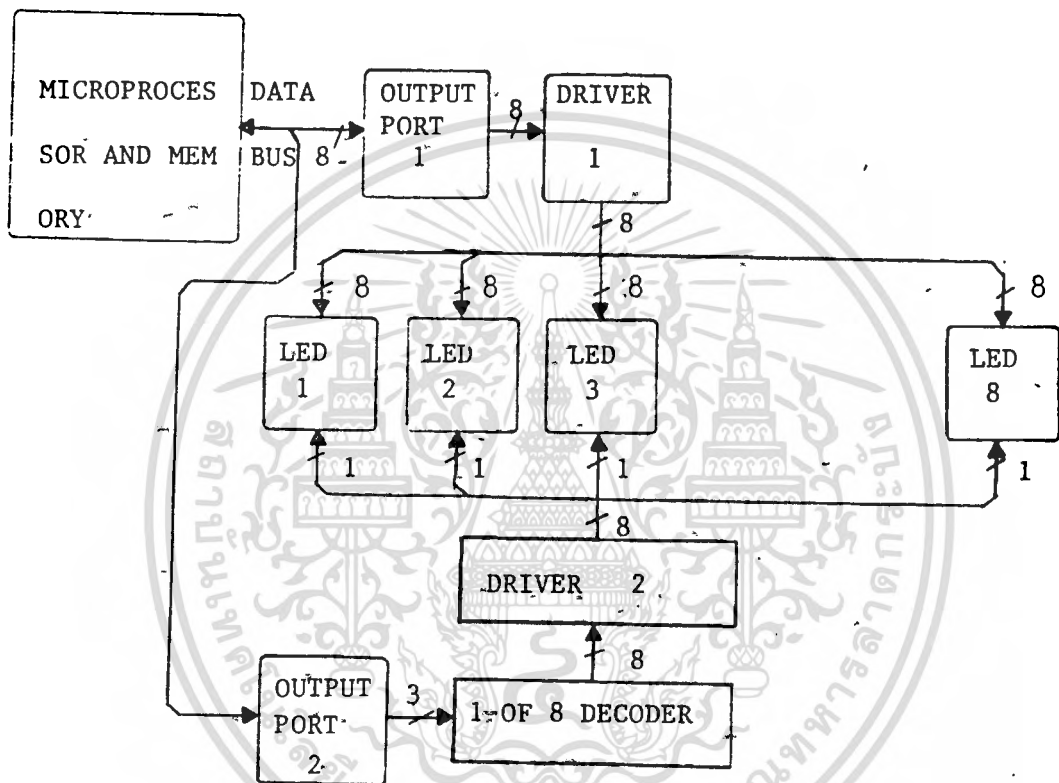 MICROPROCES
SOR AND MEM
ORY
DATA
BUS 8
OUTPUT
PORT
1
8
DRIVER
1
8
8
8
8
8
LED
1
LED
2
LED
3
LED
8
1
1
1
1
8
DRIVER 2
8
OUTPUT
PORT
2
3
1-OF 8 DECODER